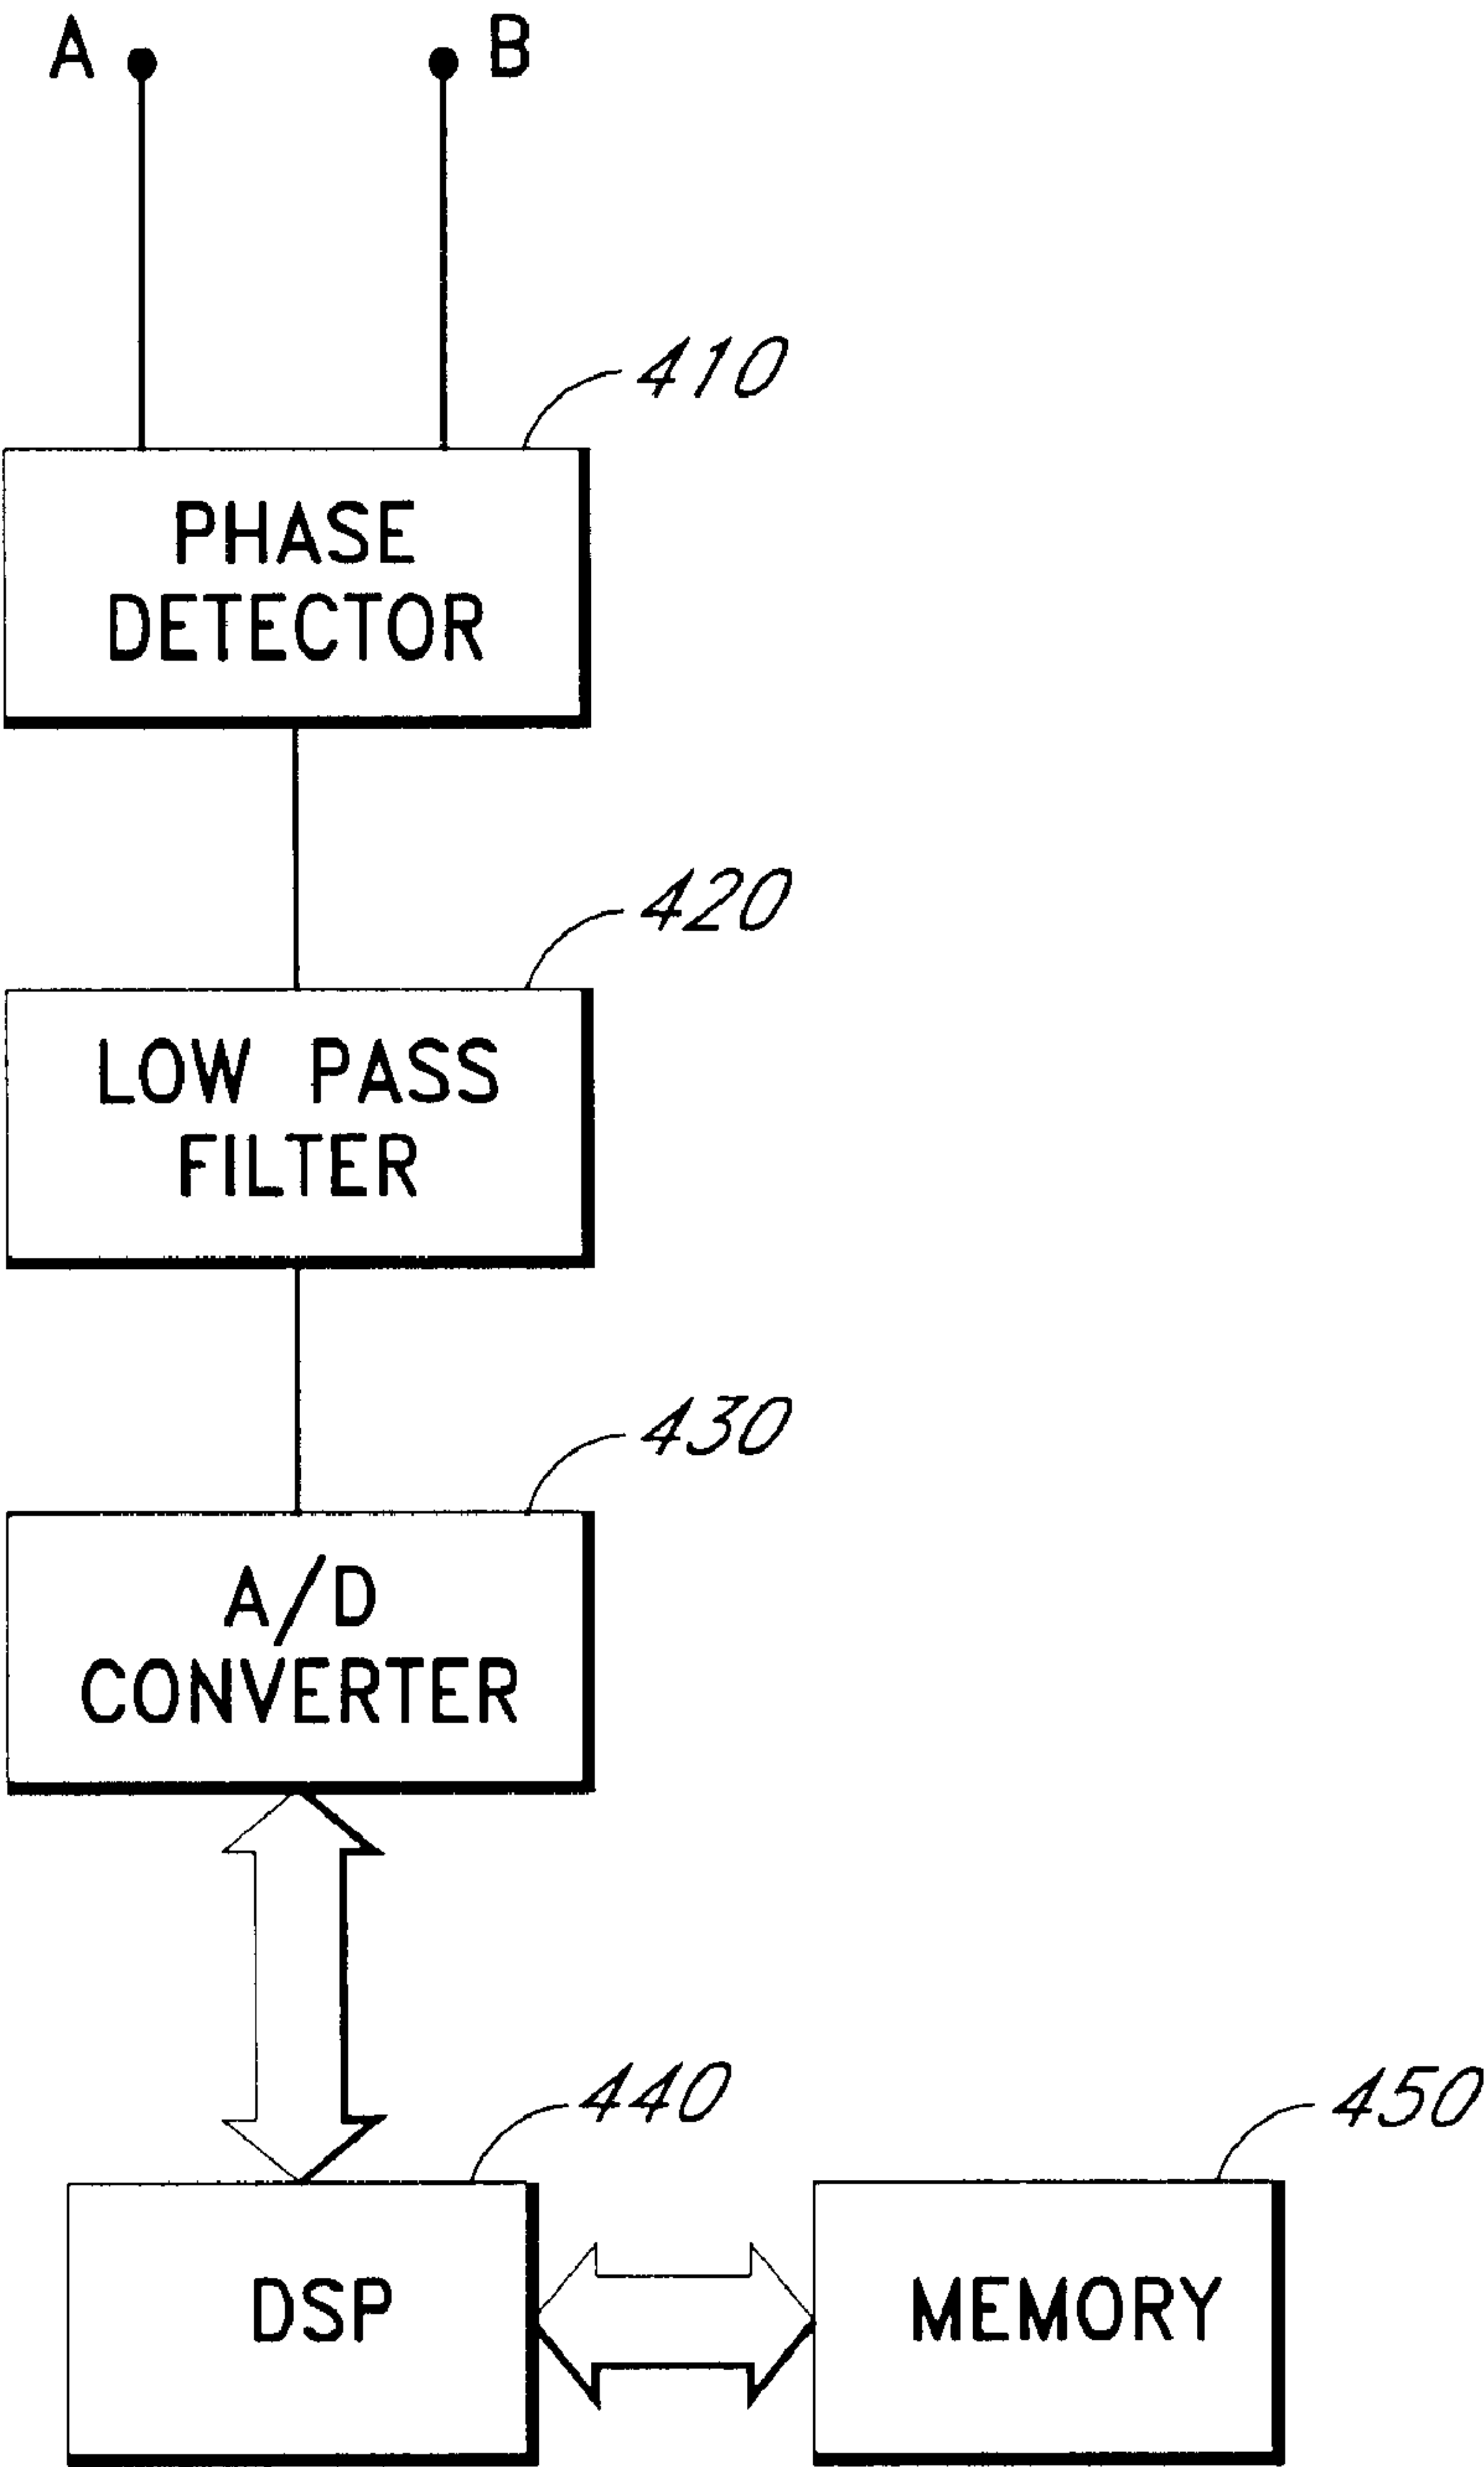 A
B
410
PHASE
DETECTOR
420
LOW PASS
FILTER
430
A/D
CONVERTER
440
450
DSP
MEMORY